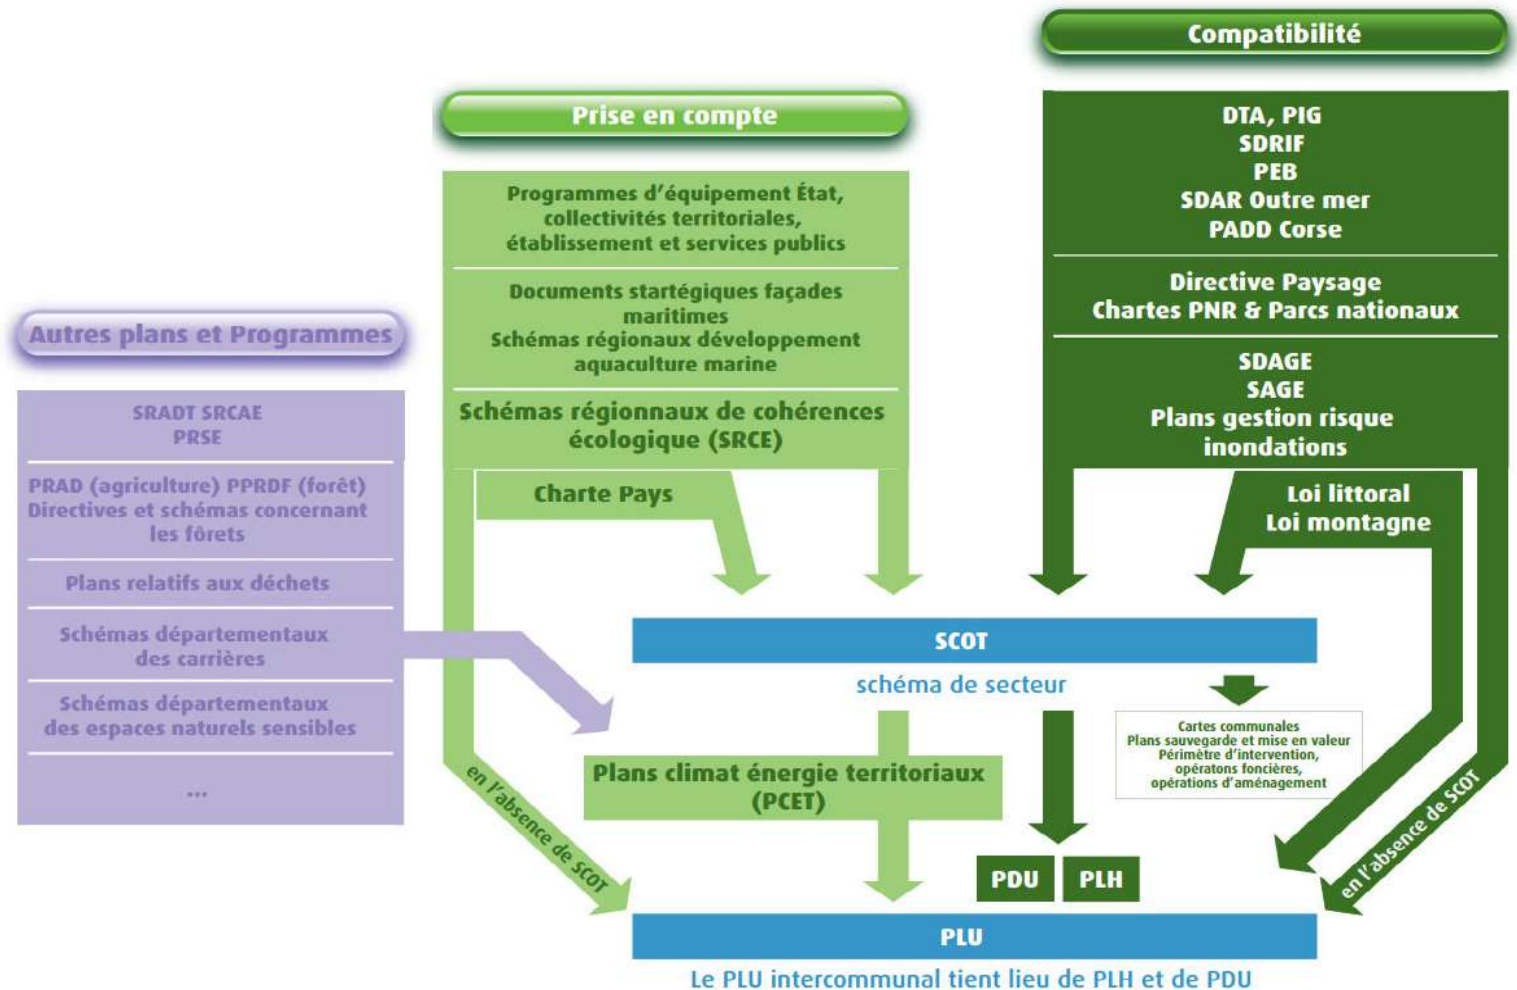 Compatibilité
DTA, PIG
SDRIF
PEB
SDAR Outre mer
PADD Corse
Directive Paysage
Chartes PNR & Parcs nationaux
SDAGE
SAGE
Plans gestion risque
inondations
Loi littoral
Loi montagne
Prise en compte
Programmes d'équipement État,
collectivités territoriales,
établissement et services publics
Documents startégiques façades
maritimes
Schémas régionaux développement
aquaculture marine
Schémas régionnaux de cohérences
écologique (SRCE)
Charte Pays
Autres plans et Programmes
SRADT SRCAE
PRSE
PRAD (agriculture) PPRDF (forêt)
Directives et schémas concernant
les fôrets
Plans relatifs aux déchets
Schémas départementaux
des carrières
Schémas départementaux
des espaces naturels sensibles
...
SCOT
schéma de secteur
Cartes communales
Plans sauvegarde et mise en valeur
Périmètre d'intervention,
opératons foncières,
opérations d'aménagement
Plans climat énergie territoriaux
(PCET)
en l'absence de SCOT
en l'absence de SCOT
PDU
PLH
PLU
Le PLU intercommunal tient lieu de PLH et de PDU